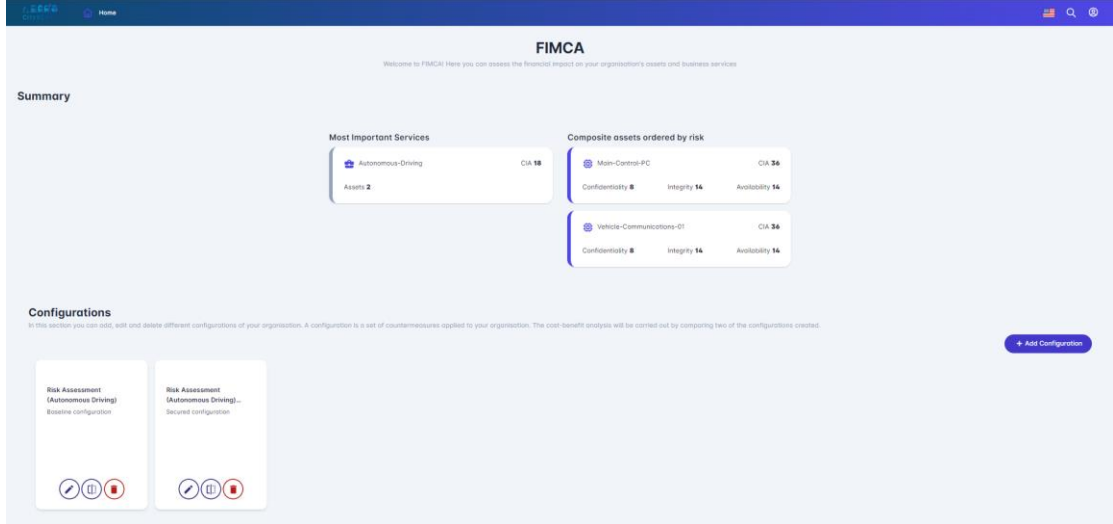 Home
FIMCA
Welcome to FIMCA! Here you can assess the financial impact on your organisation's assets and business services
Summary
Most Important Services
Autonomous-Driving
CIA 18
Assets 2
Composite assets ordered by risk
Main-Control-PC
CIA 36
Confidentiality 8
Integrity 14
Availability 14
Vehicle-Communications-01
CIA 36
Confidentiality 8
Integrity 14
Availability 14
Configurations
In this section you can add, edit and delete different configurations of your organisation. A configuration is a set of countermeasures applied to your organisation. The cost-benefit analysis will be carried out by comparing two of the configurations created.
+ Add Configuration
Risk Assessment
(Autonomous Driving)
Baseline configuration
Risk Assessment
(Autonomous Driving)...
Secured configuration